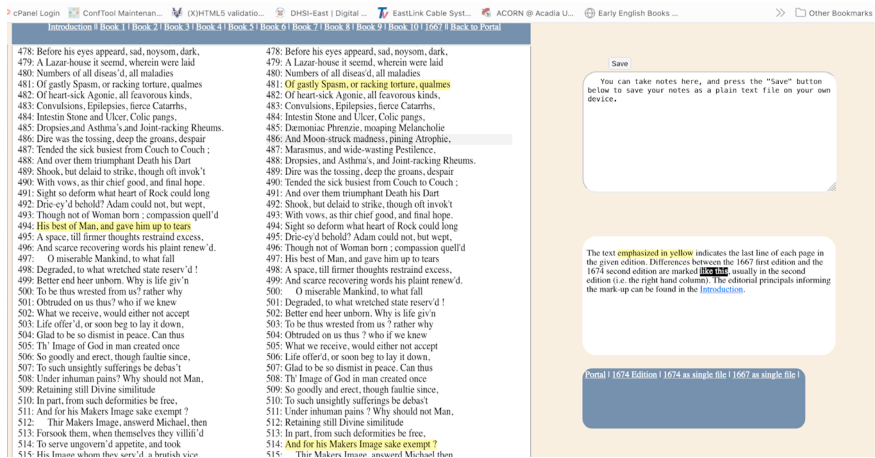 cPanel Login
ConfTool Maintenan...
(X)HTML5 validatio...
DHSI-East | Digital ...
EastLink Cable Syst...
ACORN @ Acadia U...
Early English Books ...
Other Bookmarks
Introduction || Book 1 || Book 2 || Book 3 || Book 4 || Book 5 || Book 6 || Book 7 || Book 8 || Book 9 || Book 10 || 1667 || Back to Portal
478: Before his eyes appeard, sad, noysom, dark,
479: A Lazar-house it seemd, wherein were laid
480: Numbers of all diseas'd, all maladies
481: Of gastly Spasm, or racking torture, qualmes
482: Of heart-sick Agonie, all feavorous kinds,
483: Convulsions, Epilepsies, fierce Catarrhs,
484: Intestin Stone and Ulcer, Colic pangs,
485: Dropsies,and Asthma's,and Joint-racking Rheums.
486: Dire was the tossing, deep the groans, despair
487: Tended the sick busiest from Couch to Couch ;
488: And over them triumphant Death his Dart
489: Shook, but delaid to strike, though oft invok't
490: With vows, as thir chief good, and final hope.
491: Sight so deform what heart of Rock could long
492: Drie-ey'd behold? Adam could not, but wept,
493: Though not of Woman born ; compassion quell'd
494: His best of Man, and gave him up to tears
495: A space, till firmer thoughts restraind excess,
496: And scarce recovering words his plaint renew'd.
497: O miserable Mankind, to what fall
498: Degraded, to what wretched state reserv'd !
499: Better end heer unborn. Why is life giv'n
500: To be thus wrested from us? rather why
501: Obtruded on us thus? who if we knew
502: What we receive, would either not accept
503: Life offer'd, or soon beg to lay it down,
504: Glad to be so dismist in peace. Can thus
505: Th' Image of God in man created once
506: So goodly and erect, though faultie since,
507: To such unsightly sufferings be debas't
508: Under inhuman pains? Why should not Man,
509: Retaining still Divine similitude
510: In part, from such deformities be free,
511: And for his Makers Image sake exempt ?
512: Thir Makers Image, answerd Michael, then
513: Forsook them, when themselves they villifi'd
514: To serve ungovern'd appetite, and took
515: His Image whom they serv'd, a brutish vice,
478: Before his eyes appeard, sad, noysom, dark,
479: A Lazar-house it seemd, wherein were laid
480: Numbers of all diseas'd, all maladies
481: Of gastly Spasm, or racking torture, qualmes
482: Of heart-sick Agonie, all feavorous kinds,
483: Convulsions, Epilepsies, fierce Catarrhs,
484: Intestin Stone and Ulcer, Colic pangs,
485: Dæmoniac Phrenzie, moaping Melancholie
486: And Moon-struck madness, pining Atrophie,
487: Marasmus, and wide-wasting Pestilence,
488: Dropsies, and Asthma's, and Joint-racking Rheums.
489: Dire was the tossing, deep the groans, despair
490: Tended the sick busiest from Couch to Couch ;
491: And over them triumphant Death his Dart
492: Shook, but delaid to strike, though oft invok't
493: With vows, as thir chief good, and final hope.
494: Sight so deform what heart of Rock could long
495: Drie-ey'd behold? Adam could not, but wept,
496: Though not of Woman born ; compassion quell'd
497: His best of Man, and gave him up to tears
498: A space, till firmer thoughts restraind excess,
499: And scarce recovering words his plaint renew'd.
500: O miserable Mankind, to what fall
501: Degraded, to what wretched state reserv'd !
502: Better end heer unborn. Why is life giv'n
503: To be thus wrested from us ? rather why
504: Obtruded on us thus ? who if we knew
505: What we receive, would either not accept
506: Life offer'd, or soon beg to lay it down,
507: Glad to be so dismist in peace. Can thus
508: Th' Image of God in man created once
509: So goodly and erect, though faultie since,
510: To such unsightly sufferings be debas't
511: Under inhuman pains ? Why should not Man,
512: Retaining still Divine similitude
513: In part, from such deformities be free,
514: And for his Makers Image sake exempt ?
515: Thir Makers Image, answerd Michael then
Save
You can take notes here, and press the "Save" button
below to save your notes as a plain text file on your own
device.
The text emphasized in yellow indicates the last line of each page in
the given edition. Differences between the 1667 first edition and the
1674 second edition are marked like this, usually in the second
edition (i.e. the right hand column). The editorial principals informing
the mark-up can be found in the Introduction.
Portal | 1674 Edition | 1674 as single file | 1667 as single file |